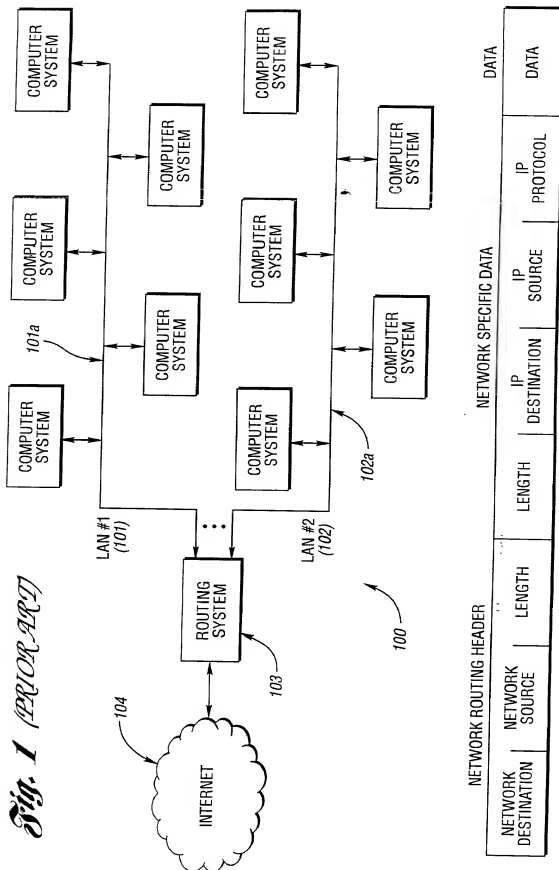 Fig. 1 (PRIOR ART)
COMPUTER
SYSTEM
COMPUTER
SYSTEM
COMPUTER
SYSTEM
101a
LAN #1
(101)
COMPUTER
SYSTEM
COMPUTER
SYSTEM
104
INTERNET
ROUTING
SYSTEM
103
COMPUTER
SYSTEM
COMPUTER
SYSTEM
COMPUTER
SYSTEM
LAN #2
(102)
102a
COMPUTER
SYSTEM
COMPUTER
SYSTEM
100
NETWORK ROUTING HEADER
NETWORK SPECIFIC DATA
DATA
NETWORK
DESTINATION
NETWORK
SOURCE
LENGTH
LENGTH
IP
DESTINATION
IP
SOURCE
IP
PROTOCOL
DATA